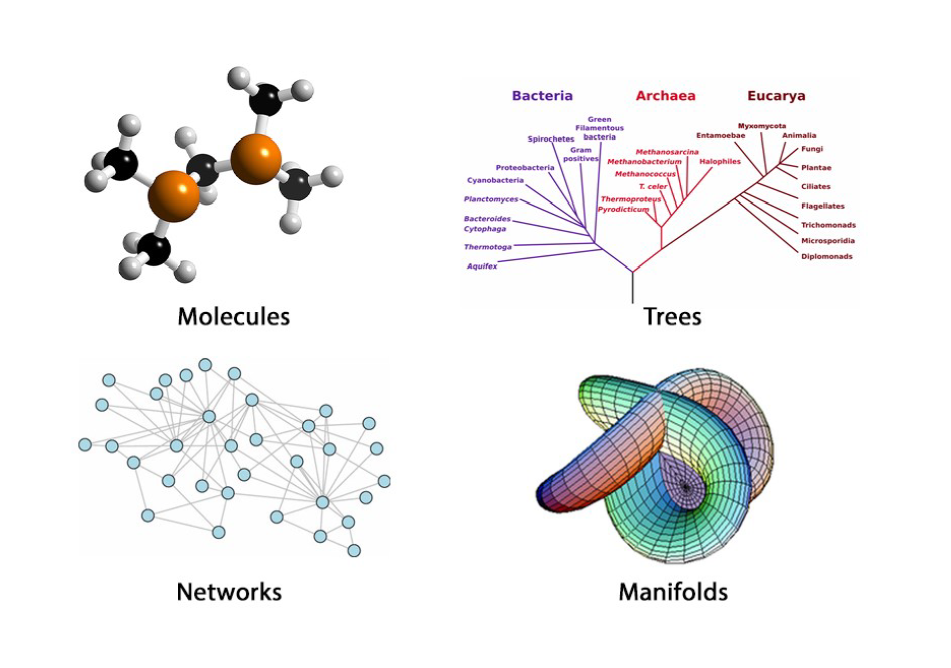 Bacteria
Archaea
Eucarya
Green
Filamentous
bacteria
Spirochetes
Gram
positives
Proteobacteria
Cyanobacteria
Planctomyces
Bacteroides
Cytophaga
Thermotoga
Aquifex
Methanosarcina
Methanobacterium
Halophiles
Methanococcus
T. celer
Thermoproteus
Pyrodicticum
Myxomycota
Entamoebae
Animalia
Fungi
Plantae
Ciliates
Flagellates
Trichomonads
Microsporidia
Diplomonads
Molecules
Trees
Networks
Manifolds